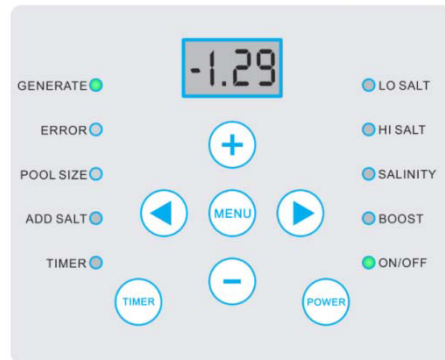 -1.29
GENERATE
LO SALT
ERROR
HI SALT
POOL SIZE
SALINITY
ADD SALT
MENU
BOOST
TIMER
ON/OFF
TIMER
POWER